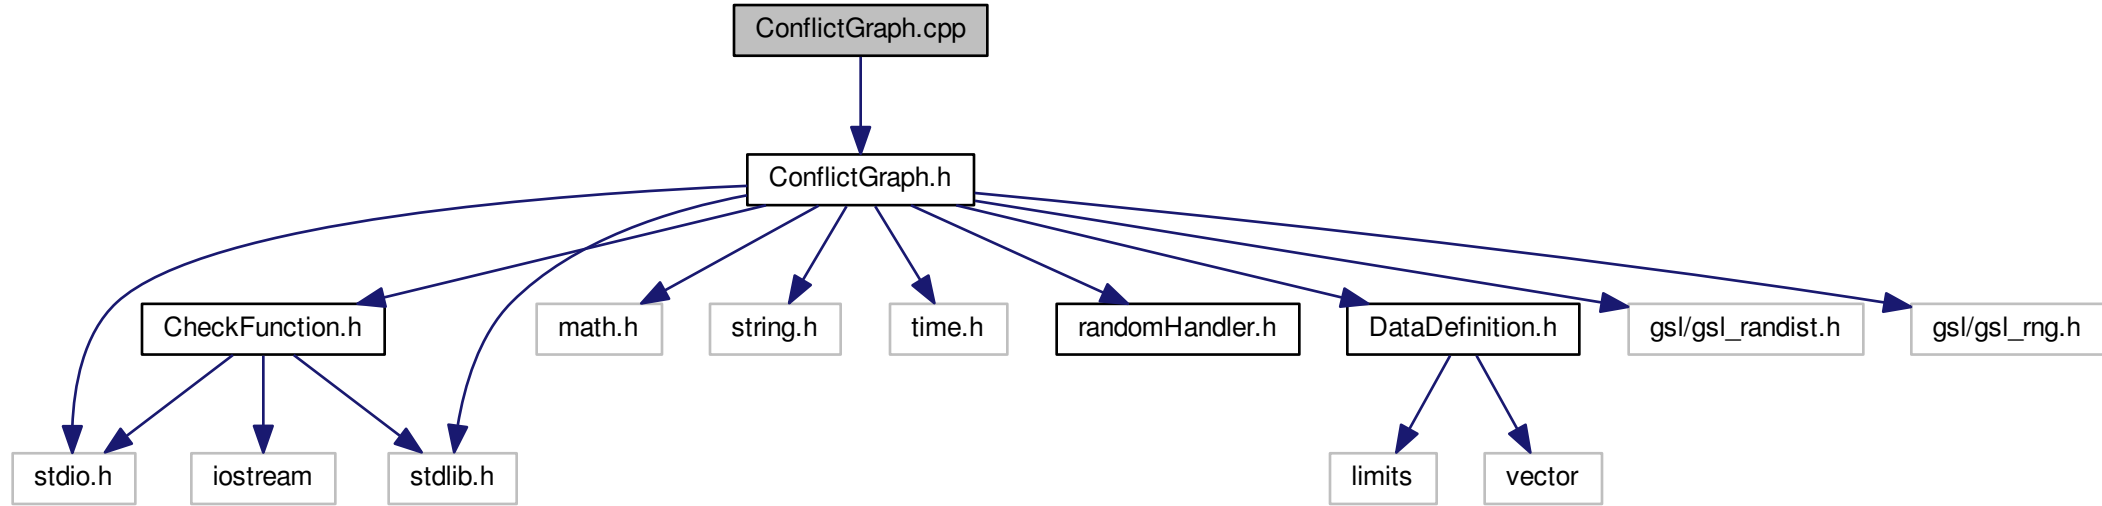 ConflictGraph.cpp
ConflictGraph.h
CheckFunction.h
math.h
string.h
time.h
randomHandler.h
DataDefinition.h
gsl/gsl_randist.h
gsl/gsl_rng.h
stdio.h
iostream
stdlib.h
limits
vector